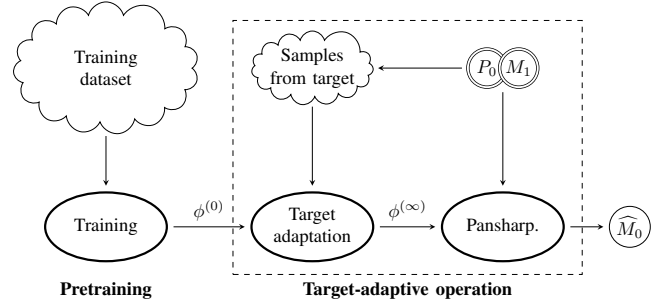 Training
dataset
Samples
from target
P₀ M₁
Training
φ⁽⁰⁾
Target
adaptation
φ⁽∞⁾
Pansharp.
M̂₀
Pretraining
Target-adaptive operation